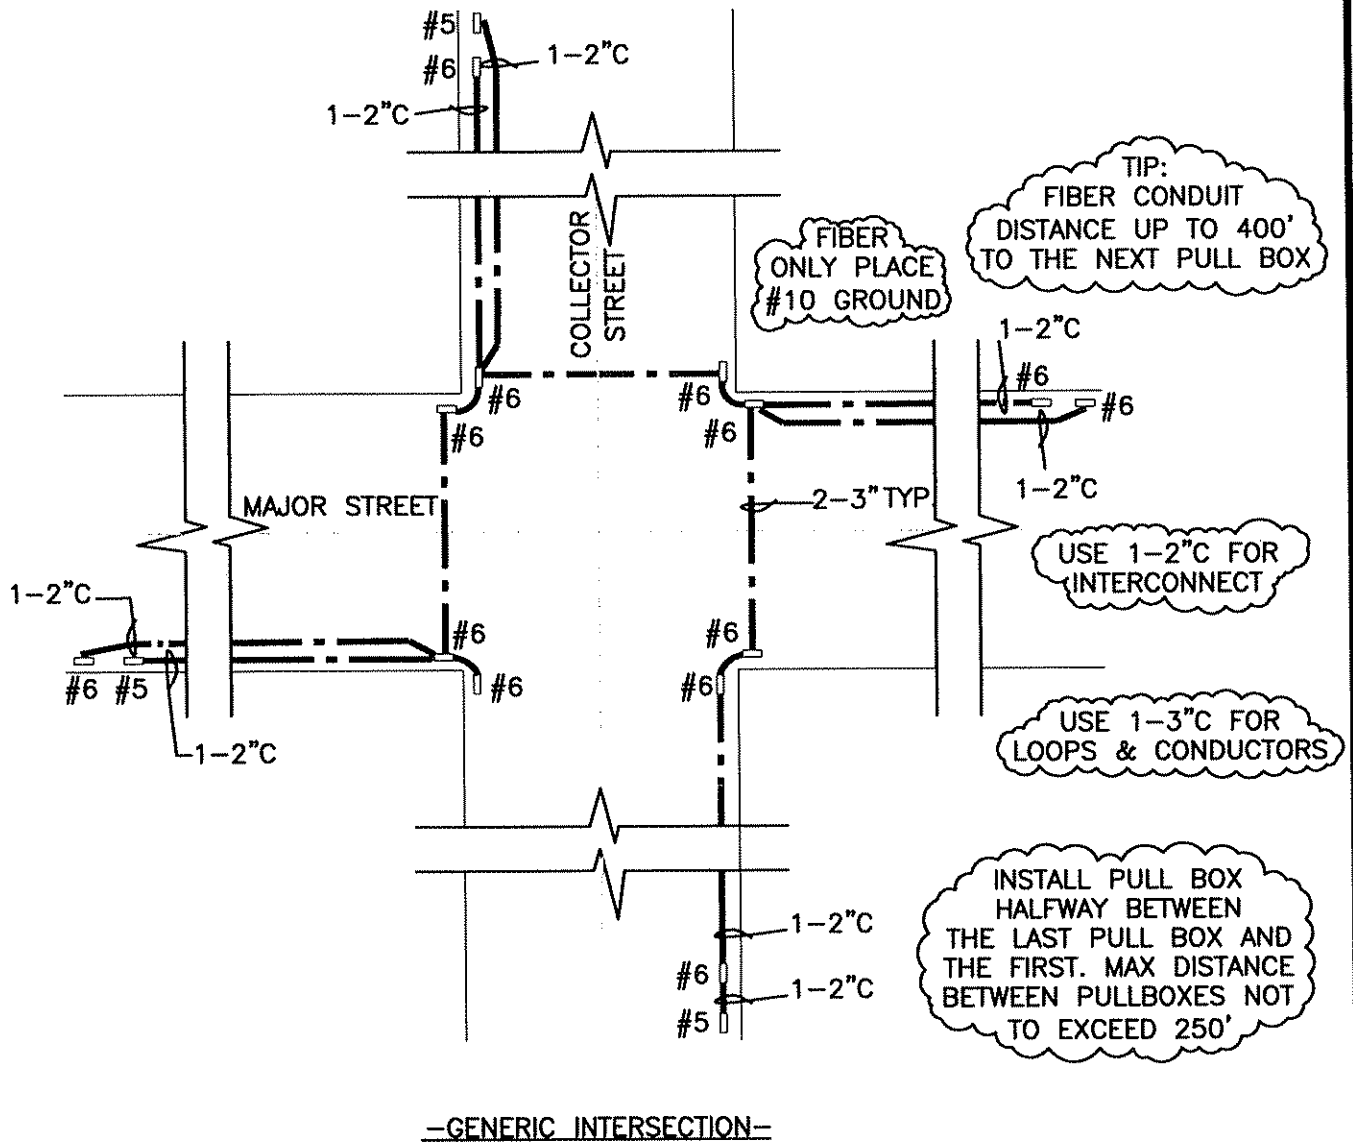 #5
#6
1-2"C
1-2"C
TIP:
FIBER CONDUIT
DISTANCE UP TO 400'
TO THE NEXT PULL BOX
COLLECTOR
STREET
FIBER
ONLY PLACE
#10 GROUND
1-2"C
#6
#6
#6
#6
#6
#6
1-2"C
MAJOR STREET
2-3" TYP
USE 1-2"C FOR
INTERCONNECT
1-2"C
#6
#6
#6 #5
#6
#6
1-2"C
USE 1-3"C FOR
LOOPS & CONDUCTORS
INSTALL PULL BOX
HALFWAY BETWEEN
THE LAST PULL BOX AND
THE FIRST. MAX DISTANCE
BETWEEN PULLBOXES NOT
TO EXCEED 250'
1-2"C
#6
1-2"C
#5
-GENERIC INTERSECTION-